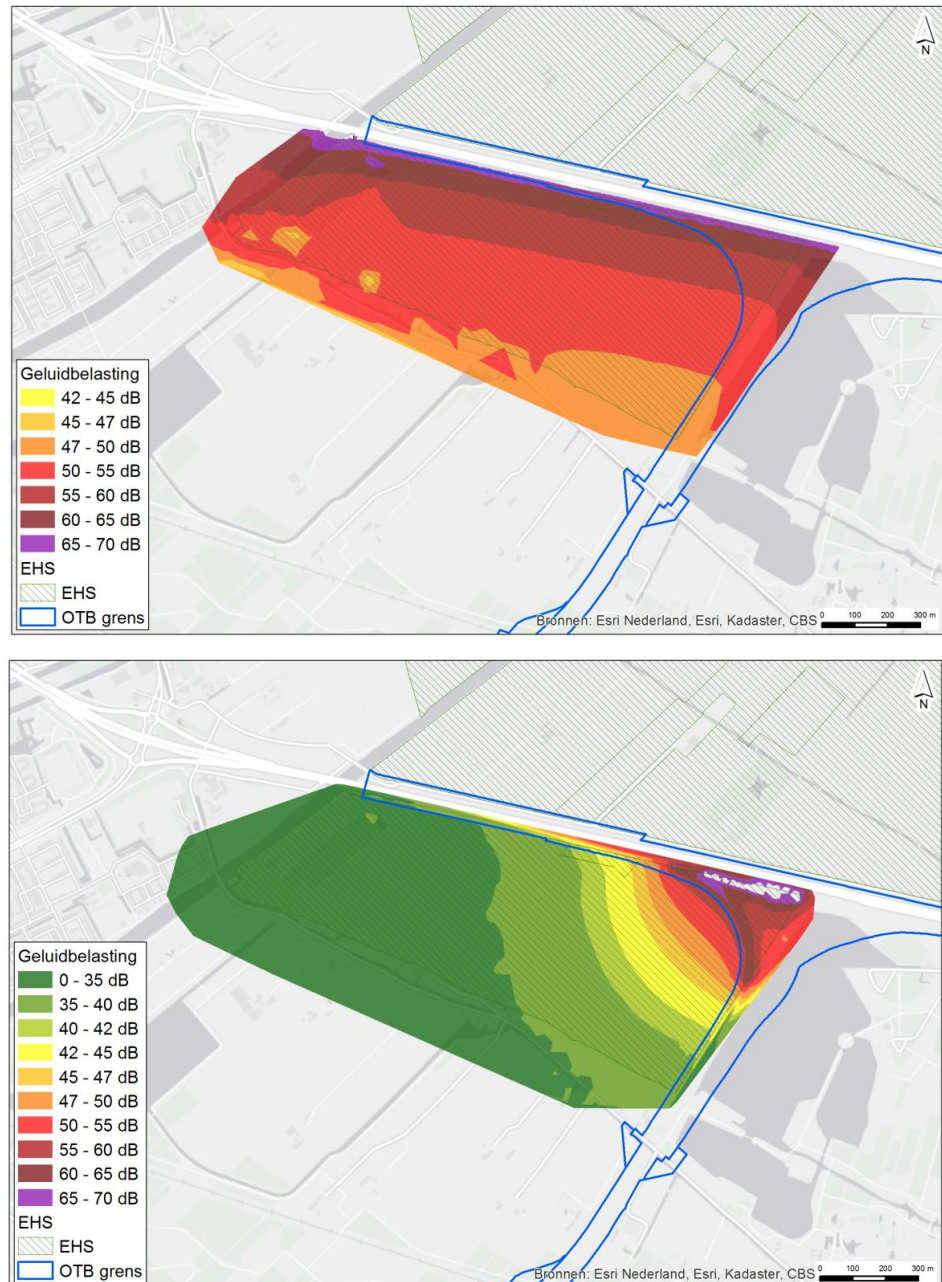 N
Geluidbelasting
42 - 45 dB
45 - 47 dB
47 - 50 dB
50 - 55 dB
55 - 60 dB
60 - 65 dB
65 - 70 dB
EHS
EHS
OTB grens
Bronnen: Esri Nederland, Esri, Kadaster, CBS
0 100 200 300 m
N
Geluidbelasting
0 - 35 dB
35 - 40 dB
40 - 42 dB
42 - 45 dB
45 - 47 dB
47 - 50 dB
50 - 55 dB
55 - 60 dB
60 - 65 dB
65 - 70 dB
EHS
EHS
OTB grens
Bronnen: Esri Nederland, Esri, Kadaster, CBS
0 100 200 300 m